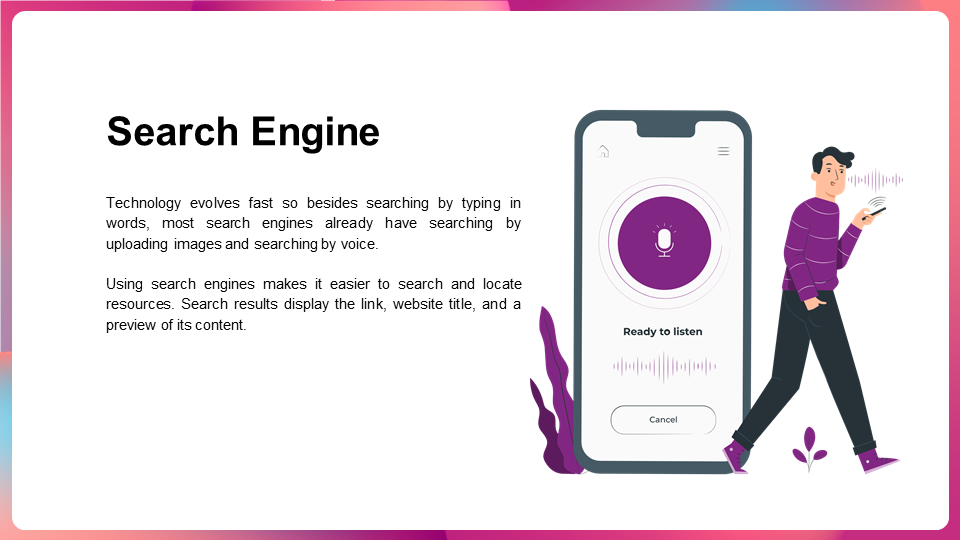 Search Engine
Technology evolves fast so besides searching by typing in
words, most search engines already have searching by
uploading images and searching by voice.
Using search engines makes it easier to search and locate
resources. Search results display the link, website title, and a
preview of its content.
Ready to listen
Cancel